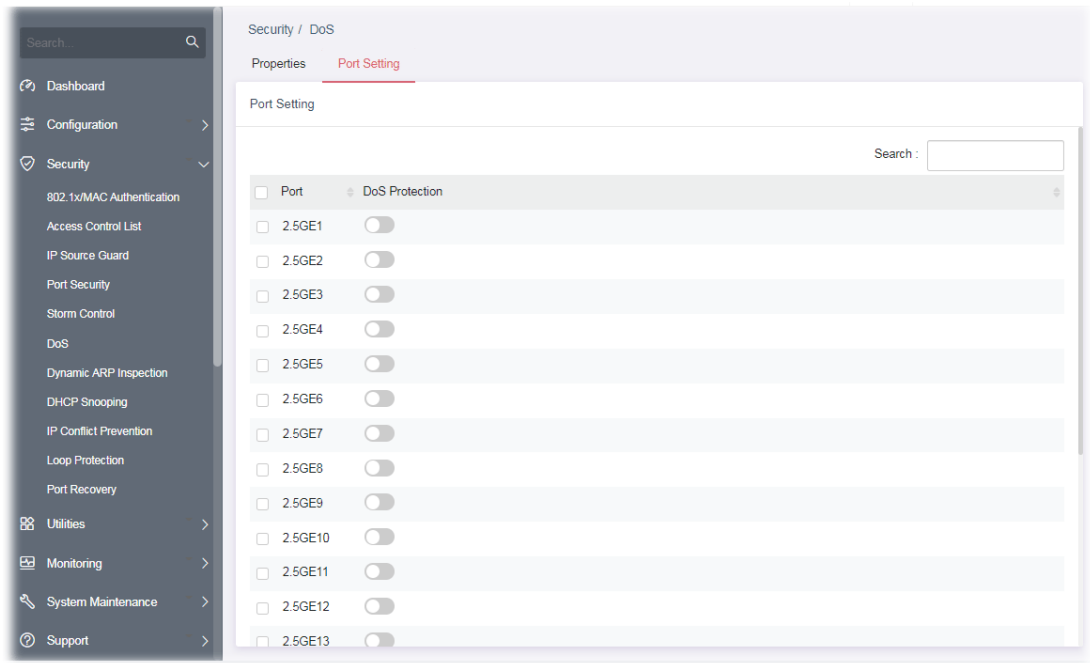 Search...
Dashboard
Configuration
Security
802.1x/MAC Authentication
Access Control List
IP Source Guard
Port Security
Storm Control
DoS
Dynamic ARP Inspection
DHCP Snooping
IP Conflict Prevention
Loop Protection
Port Recovery
Utilities
Monitoring
System Maintenance
Support
Security / DoS
Properties Port Setting
Port Setting
Search :
Port DoS Protection
2.5GE1
2.5GE2
2.5GE3
2.5GE4
2.5GE5
2.5GE6
2.5GE7
2.5GE8
2.5GE9
2.5GE10
2.5GE11
2.5GE12
2.5GE13